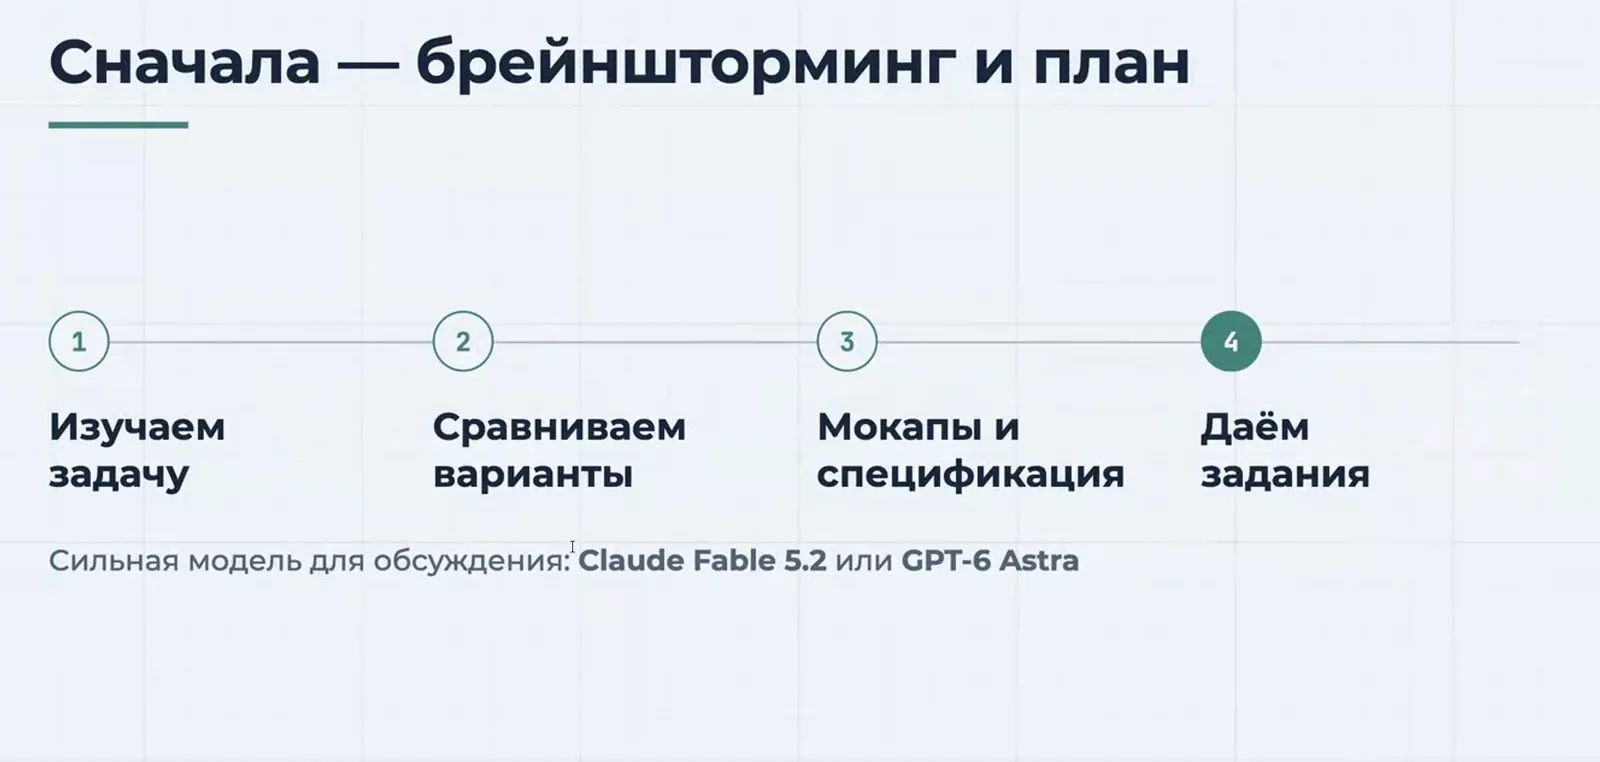 Сначала — брейншторминг и план
1
2
3
4
Изучаем
задачу
Сравниваем
варианты
Мокапы и
спецификация
Даём
задания
Сильная модель для обсуждения: Claude Fable 5.2 или GPT-6 Astra